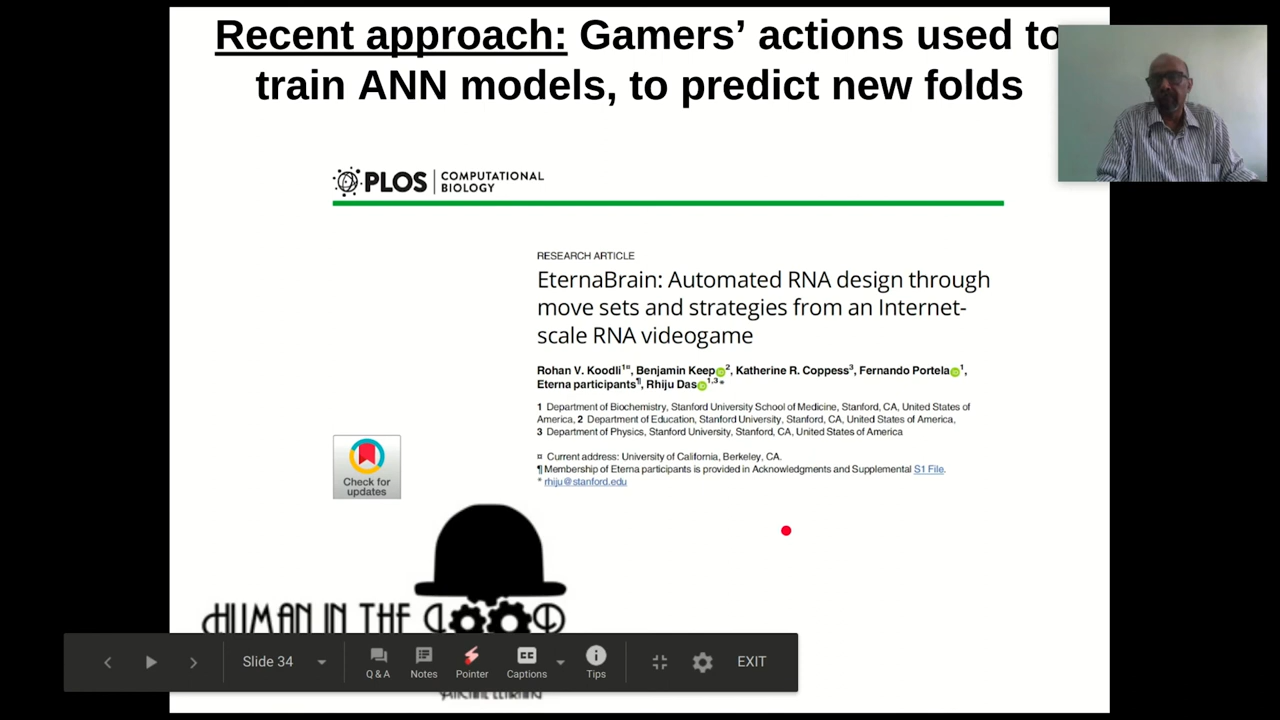 Recent approach: Gamers' actions used to
train ANN models, to predict new folds
PLOS | COMPUTATIONAL
BIOLOGY
RESEARCH ARTICLE
EternaBrain: Automated RNA design through
move sets and strategies from an Internet-
scale RNA videogame
Rohan V. Koodli1¤, Benjamin Keep2, Katherine R. Coppess3, Fernando Portela1,
Eterna participants¶, Rhiju Das1,3*
1 Department of Biochemistry, Stanford University School of Medicine, Stanford, CA, United States of
America, 2 Department of Education, Stanford University, Stanford, CA, United States of America,
3 Department of Physics, Stanford University, Stanford, CA, United States of America
¤ Current address: University of California, Berkeley, CA.
¶ Membership of Eterna participants is provided in Acknowledgments and Supplemental S1 File.
* rhiju@stanford.edu
Check for
updates
HUMAN IN THE LOOP
Slide 34
Q & A
Notes
Pointer
CC
Captions
Tips
EXIT